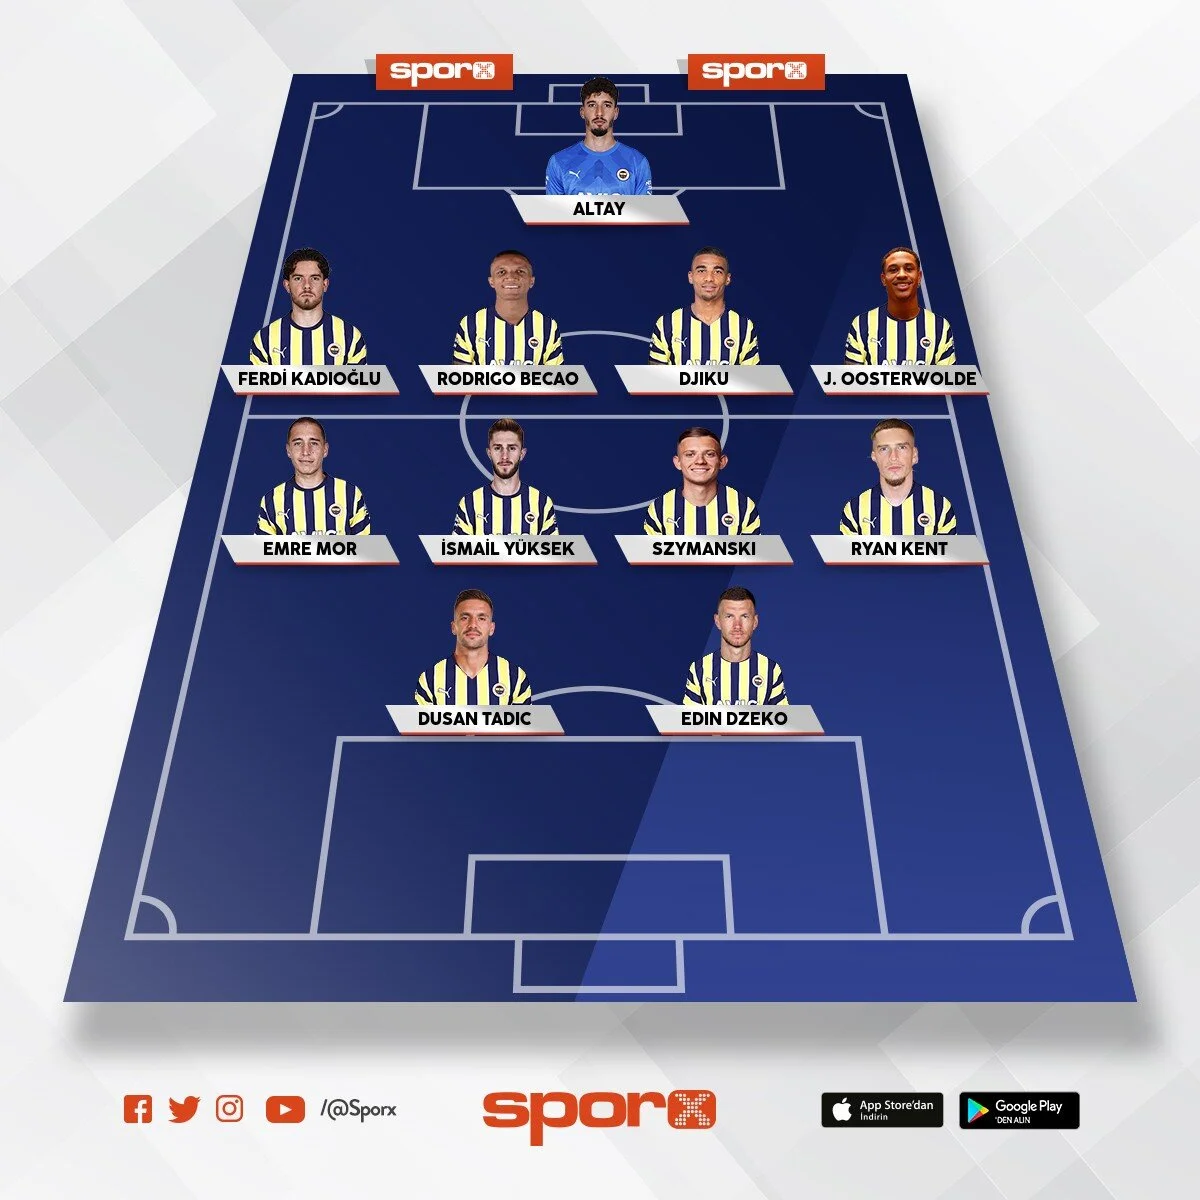 sporx
sporx
ALTAY
FERDİ KADIOĞLU
RODRIGO BECAO
DJIKU
J. OOSTERWOLDE
EMRE MOR
İSMAİL YÜKSEK
SZYMANSKI
RYAN KENT
DUSAN TADIC
EDIN DZEKO
/@Sporx
sporx
App Store'dan
İndirin
Google Play
'DEN ALIN